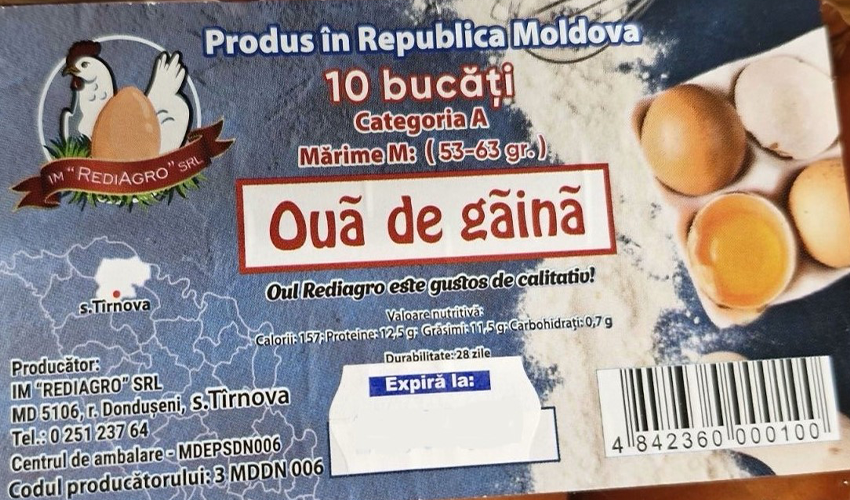 Produs în Republica Moldova
10 bucăți
Categoria A
Mărime M: ( 53-63 gr. )
IM "REDIAGRO" SRL
Ouã de gãinã
Oul Rediagro este gustos de calitativ!
s.Tîrnova
Valoare nutritivă:
Calorii: 157; Proteine: 12,5 g; Grăsimi: 11,5 g; Carbohidrați: 0,7 g
Durabilitate: 28 zile
Expiră la:
Producător:
IM "REDIAGRO" SRL
MD 5106, r. Dondușeni, s.Tîrnova
Tel.: 0 251 237 64
Centrul de ambalare - MDEPSDN006
Codul producătorului: 3 MDDN 006
4 842360 000100